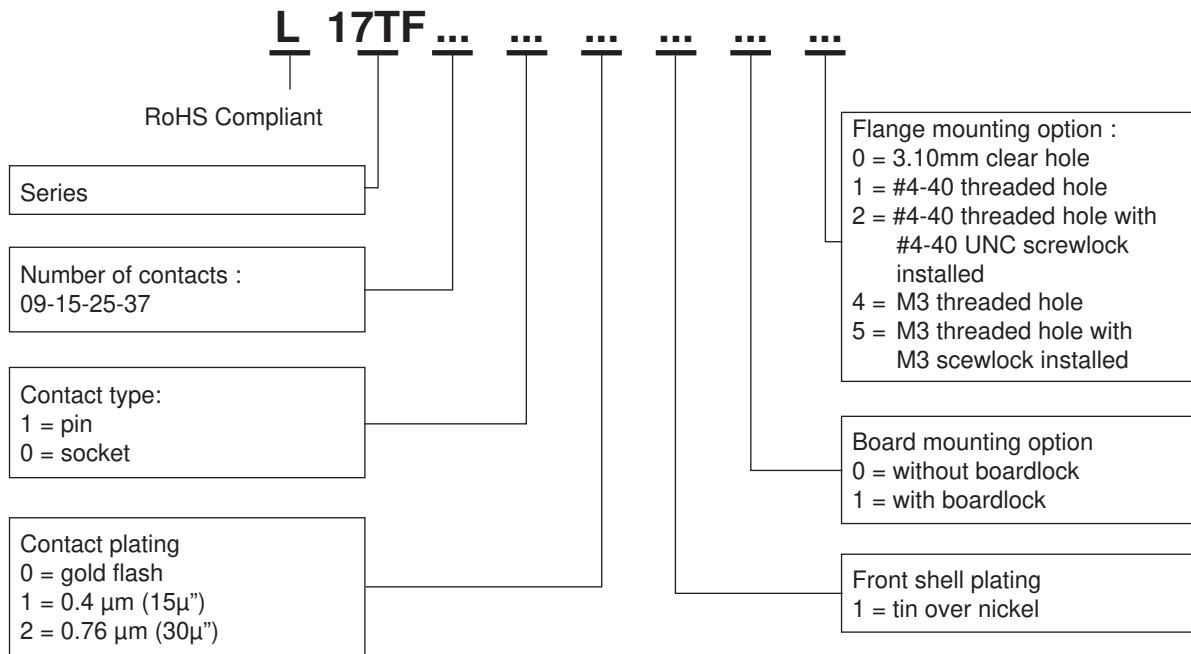 L 17TF ... ... ... ... ... ...
RoHS Compliant
Series
Number of contacts :
09-15-25-37
Contact type:
1 = pin
0 = socket
Contact plating
0 = gold flash
1 = 0.4 µm (15µ”)
2 = 0.76 µm (30µ”)
Flange mounting option :
0 = 3.10mm clear hole
1 = #4-40 threaded hole
2 = #4-40 threaded hole with
#4-40 UNC screwlock
installed
4 = M3 threaded hole
5 = M3 threaded hole with
M3 scewlock installed
Board mounting option
0 = without boardlock
1 = with boardlock
Front shell plating
1 = tin over nickel